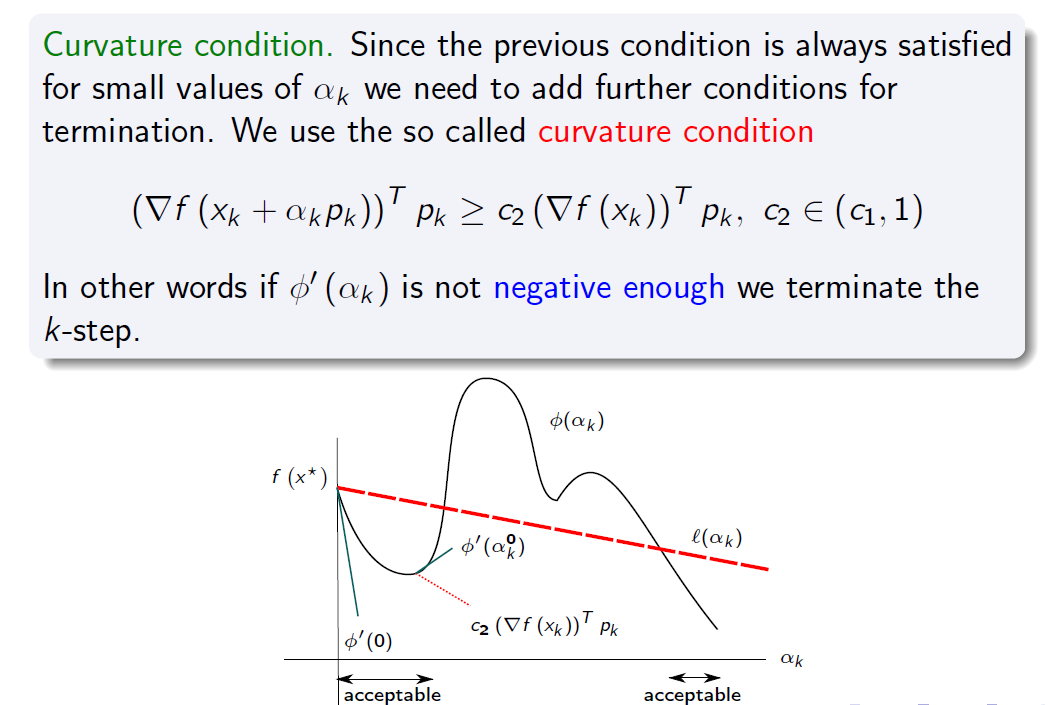 Curvature condition. Since the previous condition is always satisfied
for small values of αₖ we need to add further conditions for
termination. We use the so called curvature condition
(∇f (xₖ + αₖpₖ))ᵀ pₖ ≥ c₂ (∇f (xₖ))ᵀ pₖ, c₂ ∈ (c₁, 1)
In other words if ϕ′ (αₖ) is not negative enough we terminate the
k-step.
ϕ(αₖ)
f (x⋆)
ℓ(αₖ)
ϕ′(αₖ⁰)
c₂ (∇f (xₖ))ᵀ pₖ
ϕ′(0)
αₖ
acceptable
acceptable